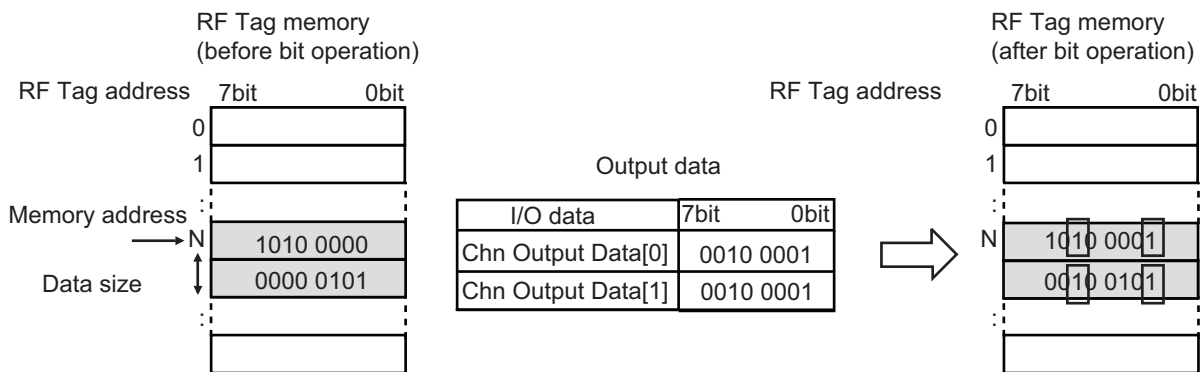 RF Tag memory
(before bit operation)
RF Tag address 7bit 0bit
0
1
:
Memory address
N 1010 0000
Data size 0000 0101
:
Output data
I/O data 7bit 0bit
Chn Output Data[0] 0010 0001
Chn Output Data[1] 0010 0001
RF Tag memory
(after bit operation)
RF Tag address 7bit 0bit
0
1
:
N 1010 0001
0010 0101
: